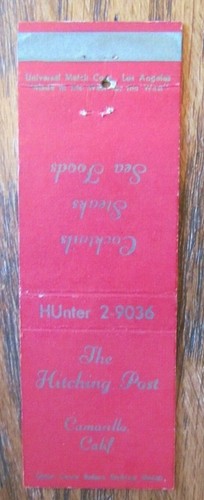 Universal Match Corp., Los Angeles
Sea Foods
Steaks
Cocktails
HUnter 2-9036
The
Hitching Post
Camarillo,
Calif